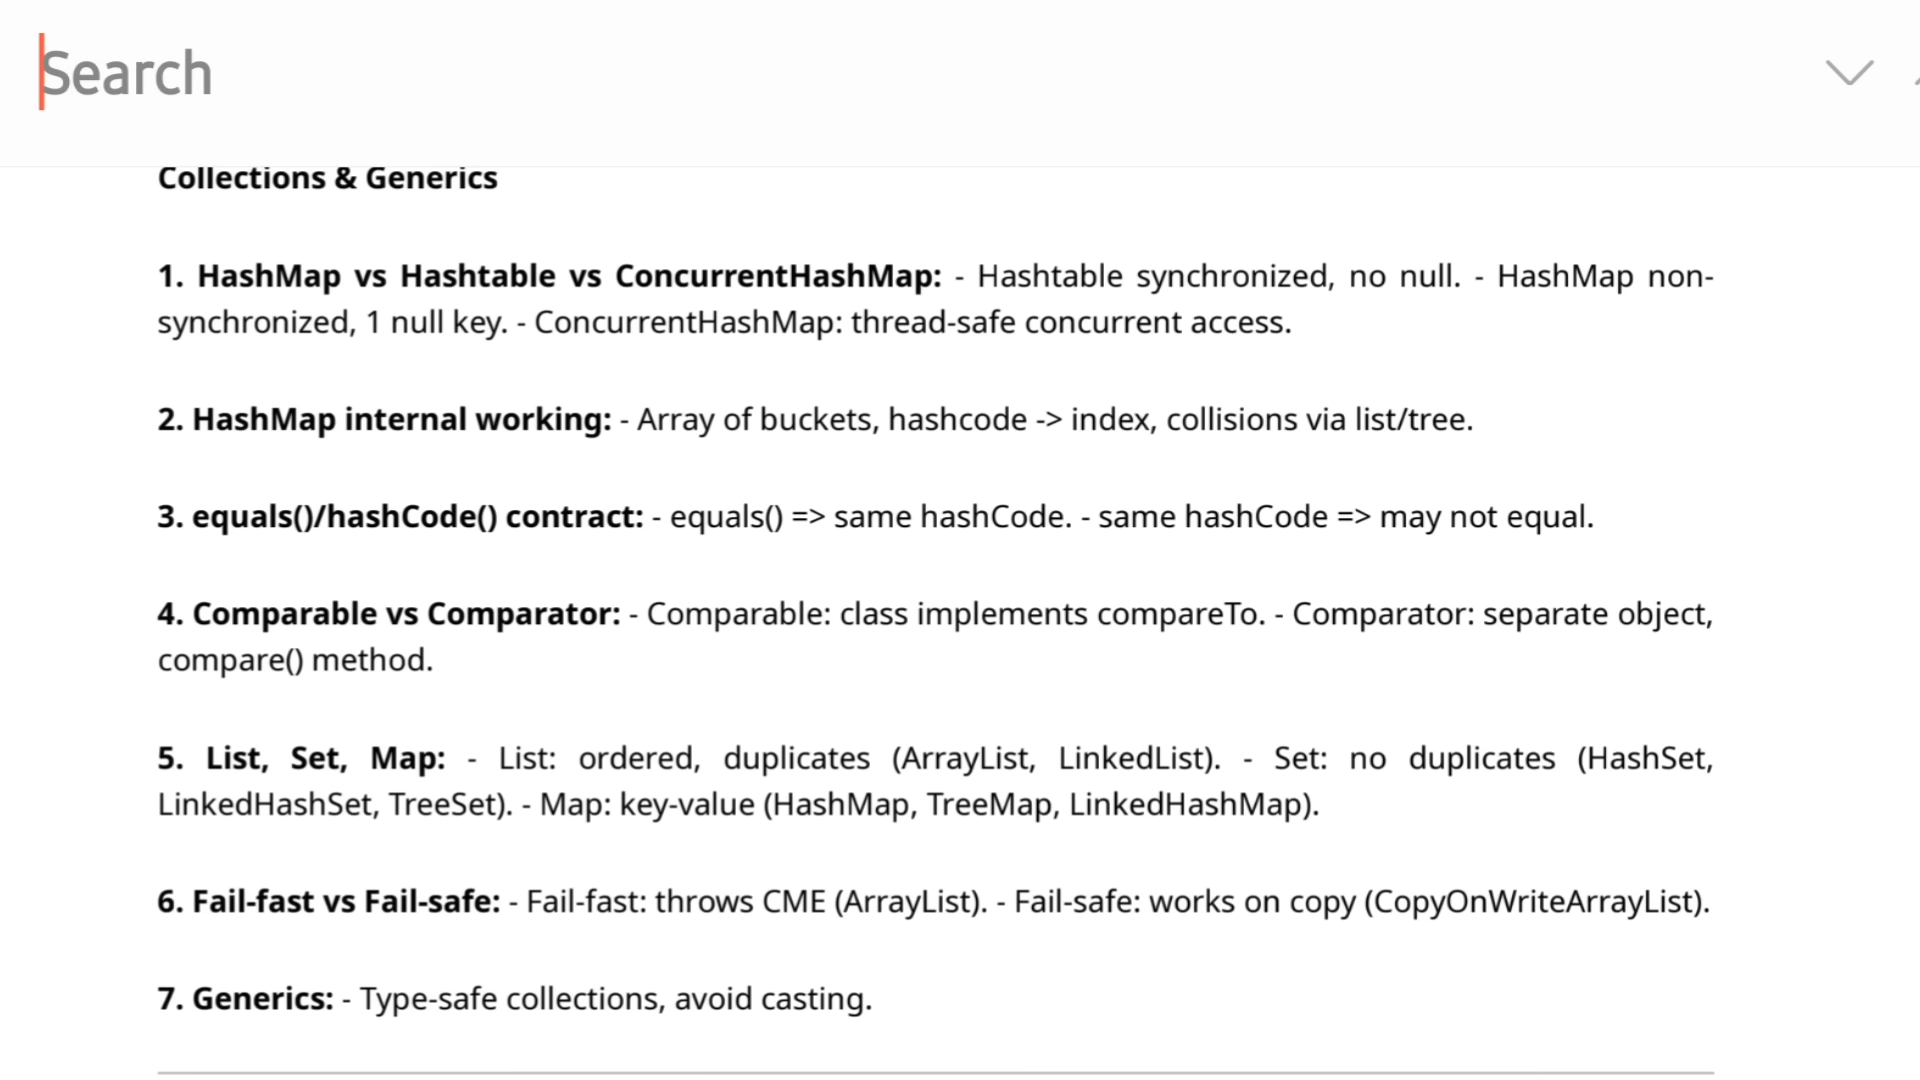 Search
Collections & Generics
1. HashMap vs Hashtable vs ConcurrentHashMap: - Hashtable synchronized, no null. - HashMap non-
synchronized, 1 null key. - ConcurrentHashMap: thread-safe concurrent access.
2. HashMap internal working: - Array of buckets, hashcode -> index, collisions via list/tree.
3. equals()/hashCode() contract: - equals() => same hashCode. - same hashCode => may not equal.
4. Comparable vs Comparator: - Comparable: class implements compareTo. - Comparator: separate object,
compare() method.
5. List, Set, Map: - List: ordered, duplicates (ArrayList, LinkedList). - Set: no duplicates (HashSet,
LinkedHashSet, TreeSet). - Map: key-value (HashMap, TreeMap, LinkedHashMap).
6. Fail-fast vs Fail-safe: - Fail-fast: throws CME (ArrayList). - Fail-safe: works on copy (CopyOnWriteArrayList).
7. Generics: - Type-safe collections, avoid casting.